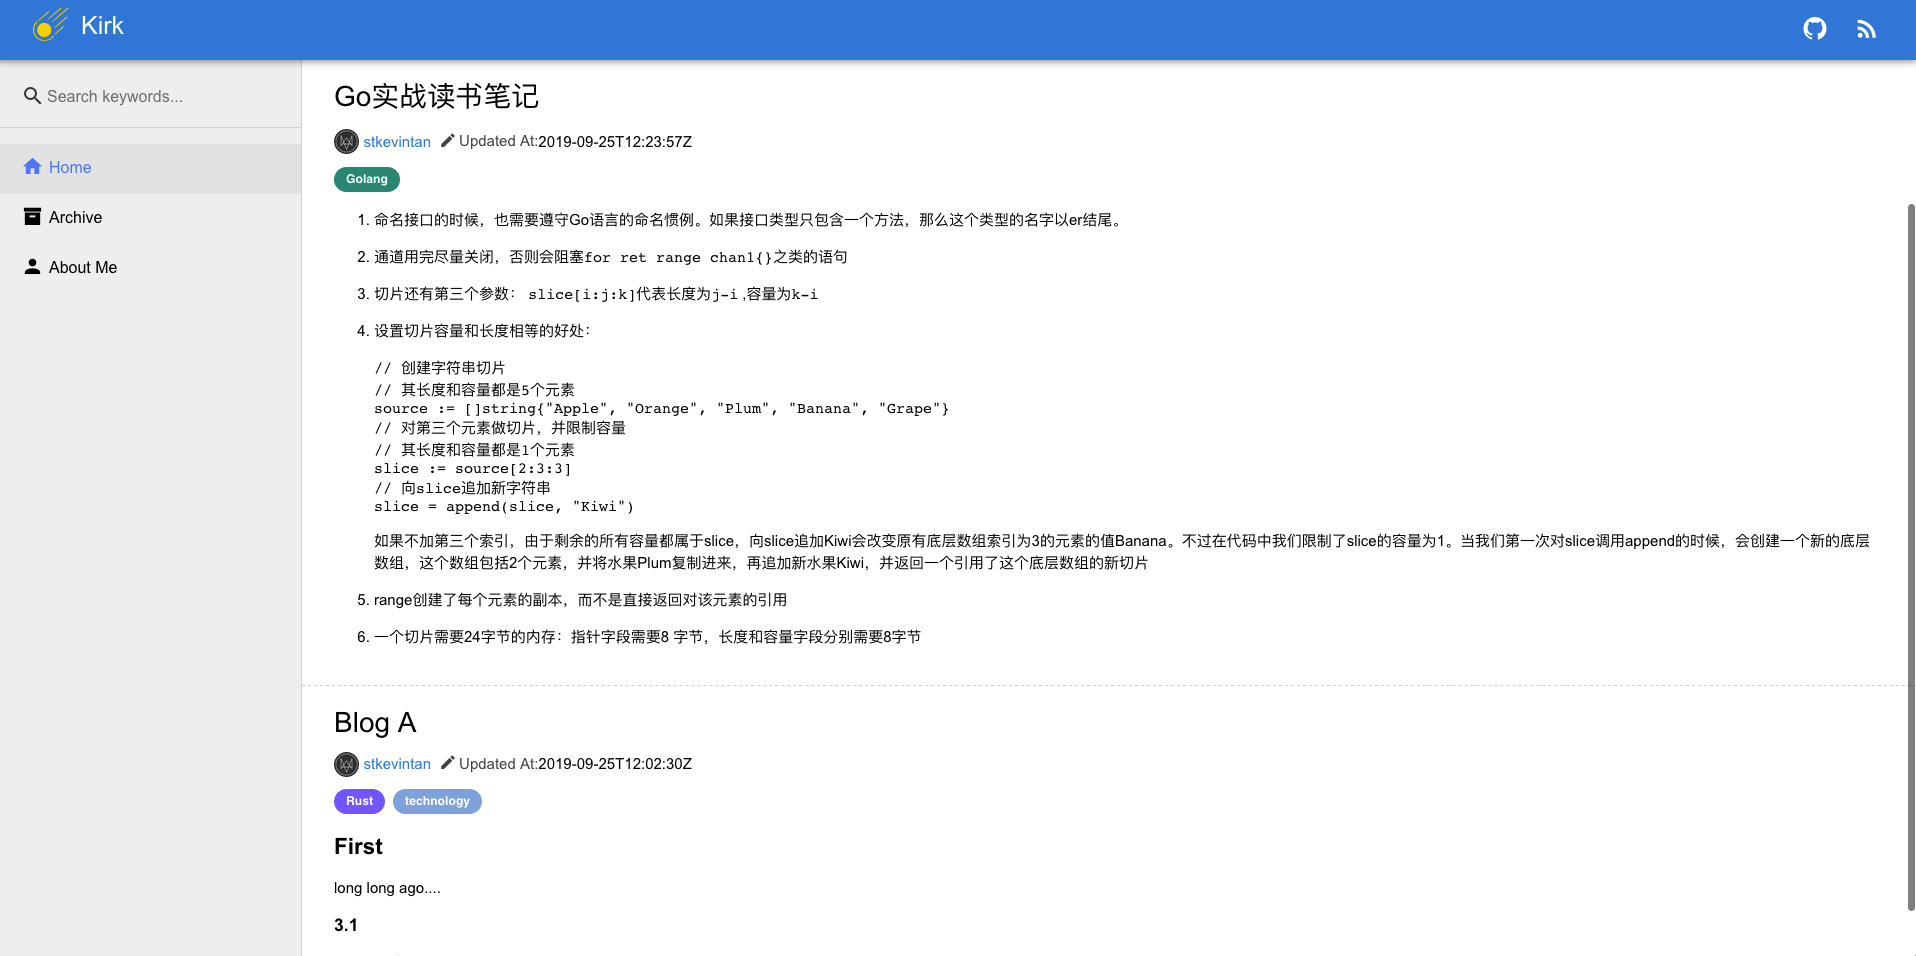 Kirk
Search keywords...
Home
Archive
About Me
Go实战读书笔记
stkevintan Updated At:2019-09-25T12:23:57Z
Golang
1. 命名接口的时候，也需要遵守Go语言的命名惯例。如果接口类型只包含一个方法，那么这个类型的名字以er结尾。
2. 通道用完尽量关闭，否则会阻塞for ret range chan1{}之类的语句
3. 切片还有第三个参数： slice[i:j:k]代表长度为j-i ,容量为k-i
4. 设置切片容量和长度相等的好处：
// 创建字符串切片
// 其长度和容量都是5个元素
source := []string{"Apple", "Orange", "Plum", "Banana", "Grape"}
// 对第三个元素做切片，并限制容量
// 其长度和容量都是1个元素
slice := source[2:3:3]
// 向slice追加新字符串
slice = append(slice, "Kiwi")
如果不加第三个索引，由于剩余的所有容量都属于slice，向slice追加Kiwi会改变原有底层数组索引为3的元素的值Banana。不过在代码中我们限制了slice的容量为1。当我们第一次对slice调用append的时候，会创建一个新的底层
数组，这个数组包括2个元素，并将水果Plum复制进来，再追加新水果Kiwi，并返回一个引用了这个底层数组的新切片
5. range创建了每个元素的副本，而不是直接返回对该元素的引用
6. 一个切片需要24字节的内存：指针字段需要8 字节，长度和容量字段分别需要8字节
Blog A
stkevintan Updated At:2019-09-25T12:02:30Z
Rust technology
First
long long ago....
3.1